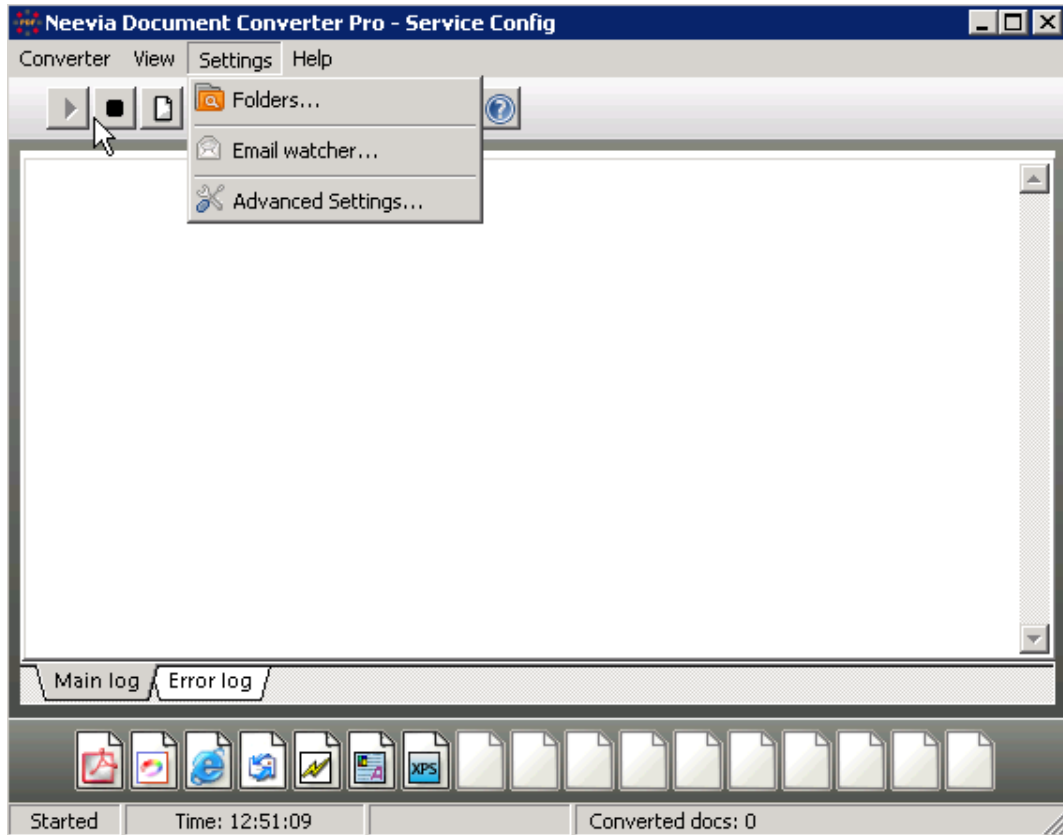 Neevia Document Converter Pro - Service Config
Converter View Settings Help
Folders...
Email watcher...
Advanced Settings...
Main log Error log
XPS
Started Time: 12:51:09 Converted docs: 0